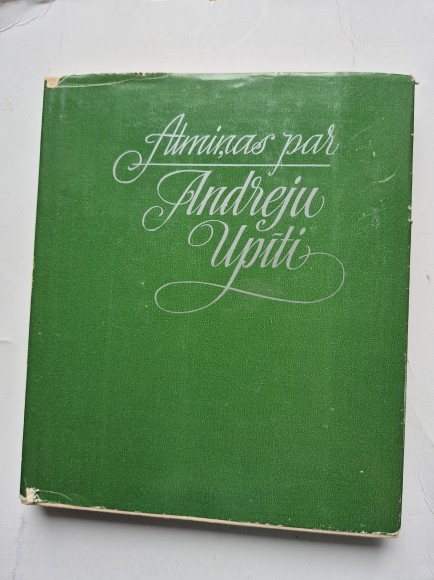 Atmiņas par
Andreju
Upīti